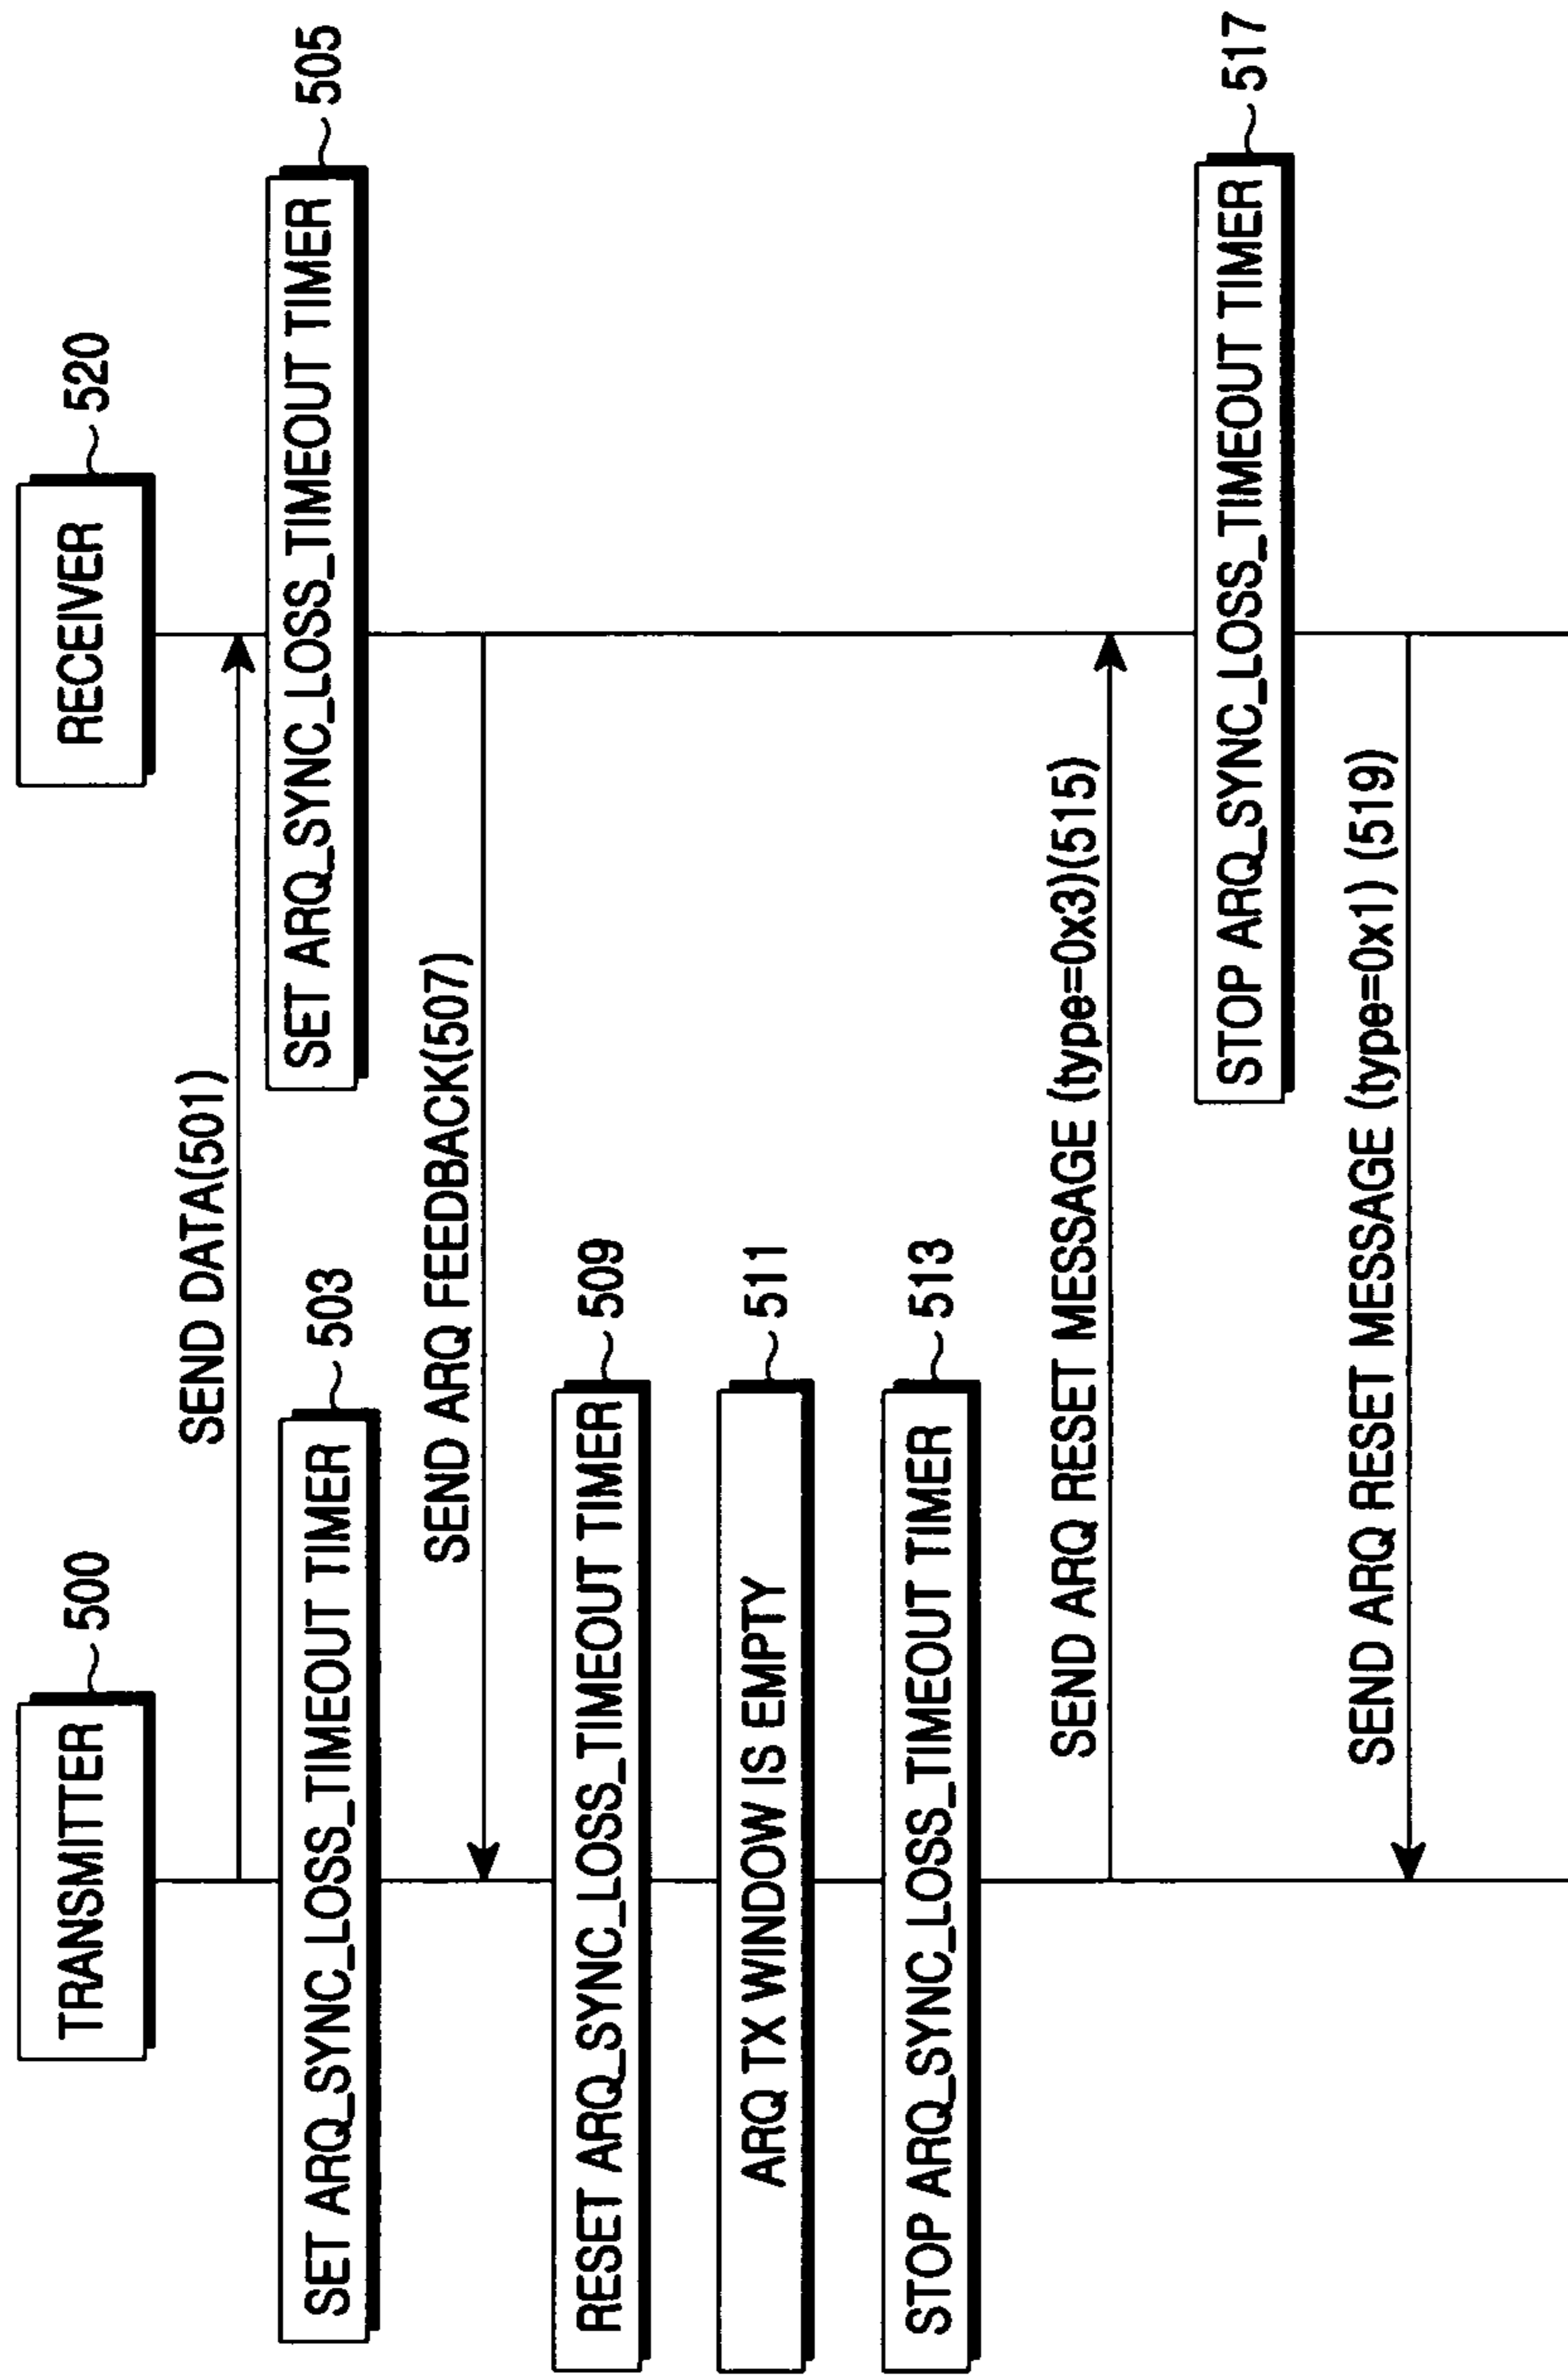 TRANSMITTER
500
RECEIVER
520
SEND DATA(501)
SET ARQ_SYNC_LOSS_TIMEOUT TIMER
503
SET ARQ_SYNC_LOSS_TIMEOUT TIMER
505
SEND ARQ FEEDBACK(507)
RESET ARQ_SYNC_LOSS_TIMEOUT TIMER
509
ARQ TX WINDOW IS EMPTY
511
STOP ARQ_SYNC_LOSS_TIMEOUT TIMER
513
SEND ARQ RESET MESSAGE (type=0x3)(515)
STOP ARQ_SYNC_LOSS_TIMEOUT TIMER
517
SEND ARQ RESET MESSAGE (type=0x1) (519)